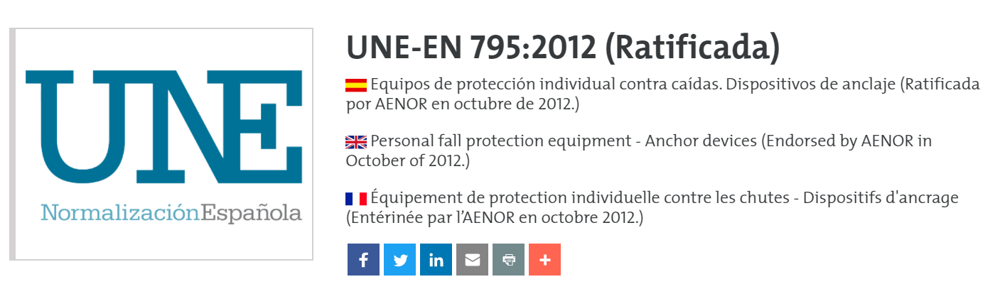 UNE
NormalizaciónEspañola
UNE-EN 795:2012 (Ratificada)
Equipos de protección individual contra caídas. Dispositivos de anclaje (Ratificada
por AENOR en octubre de 2012.)
Personal fall protection equipment - Anchor devices (Endorsed by AENOR in
October of 2012.)
Équipement de protection individuelle contre les chutes - Dispositifs d'ancrage
(Entérinée par l’AENOR en octobre 2012.)